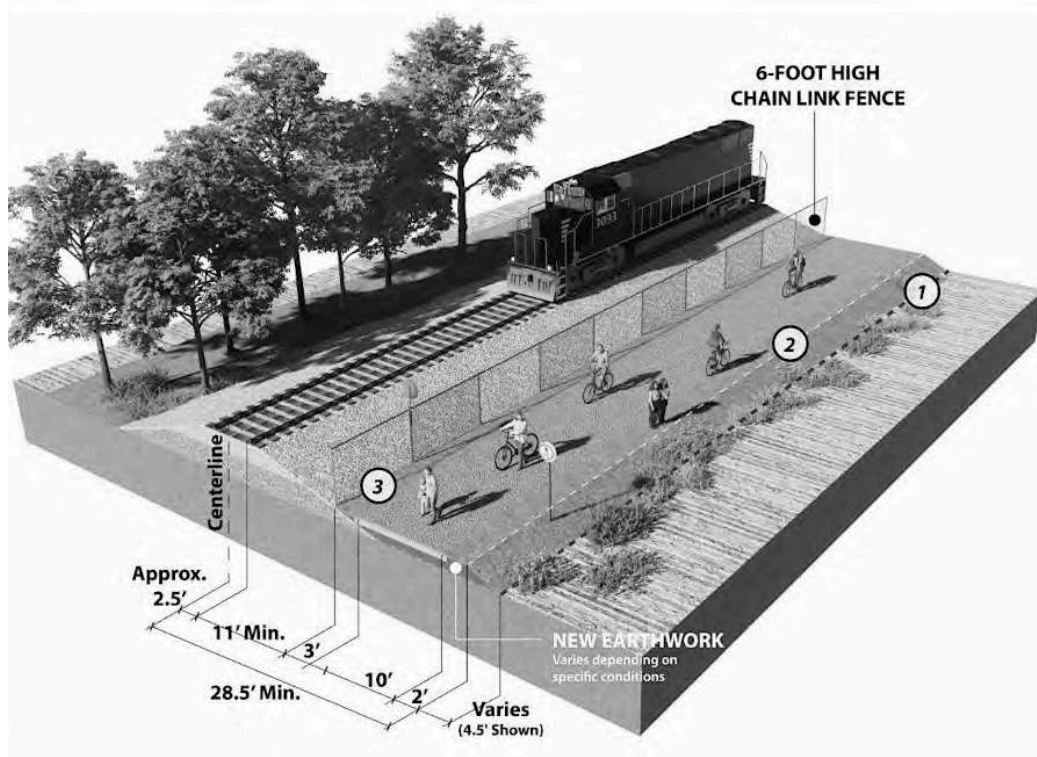 6-FOOT HIGH
CHAIN LINK FENCE
1
2
3
Centerline
Approx.
2.5'
11' Min.
3'
10'
2'
28.5' Min.
Varies
(4.5' Shown)
NEW EARTHWORK
Varies depending on
specific conditions